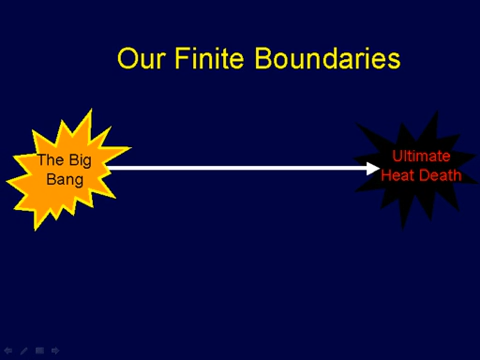 Our Finite Boundaries
The Big
Bang
Ultimate
Heat Death